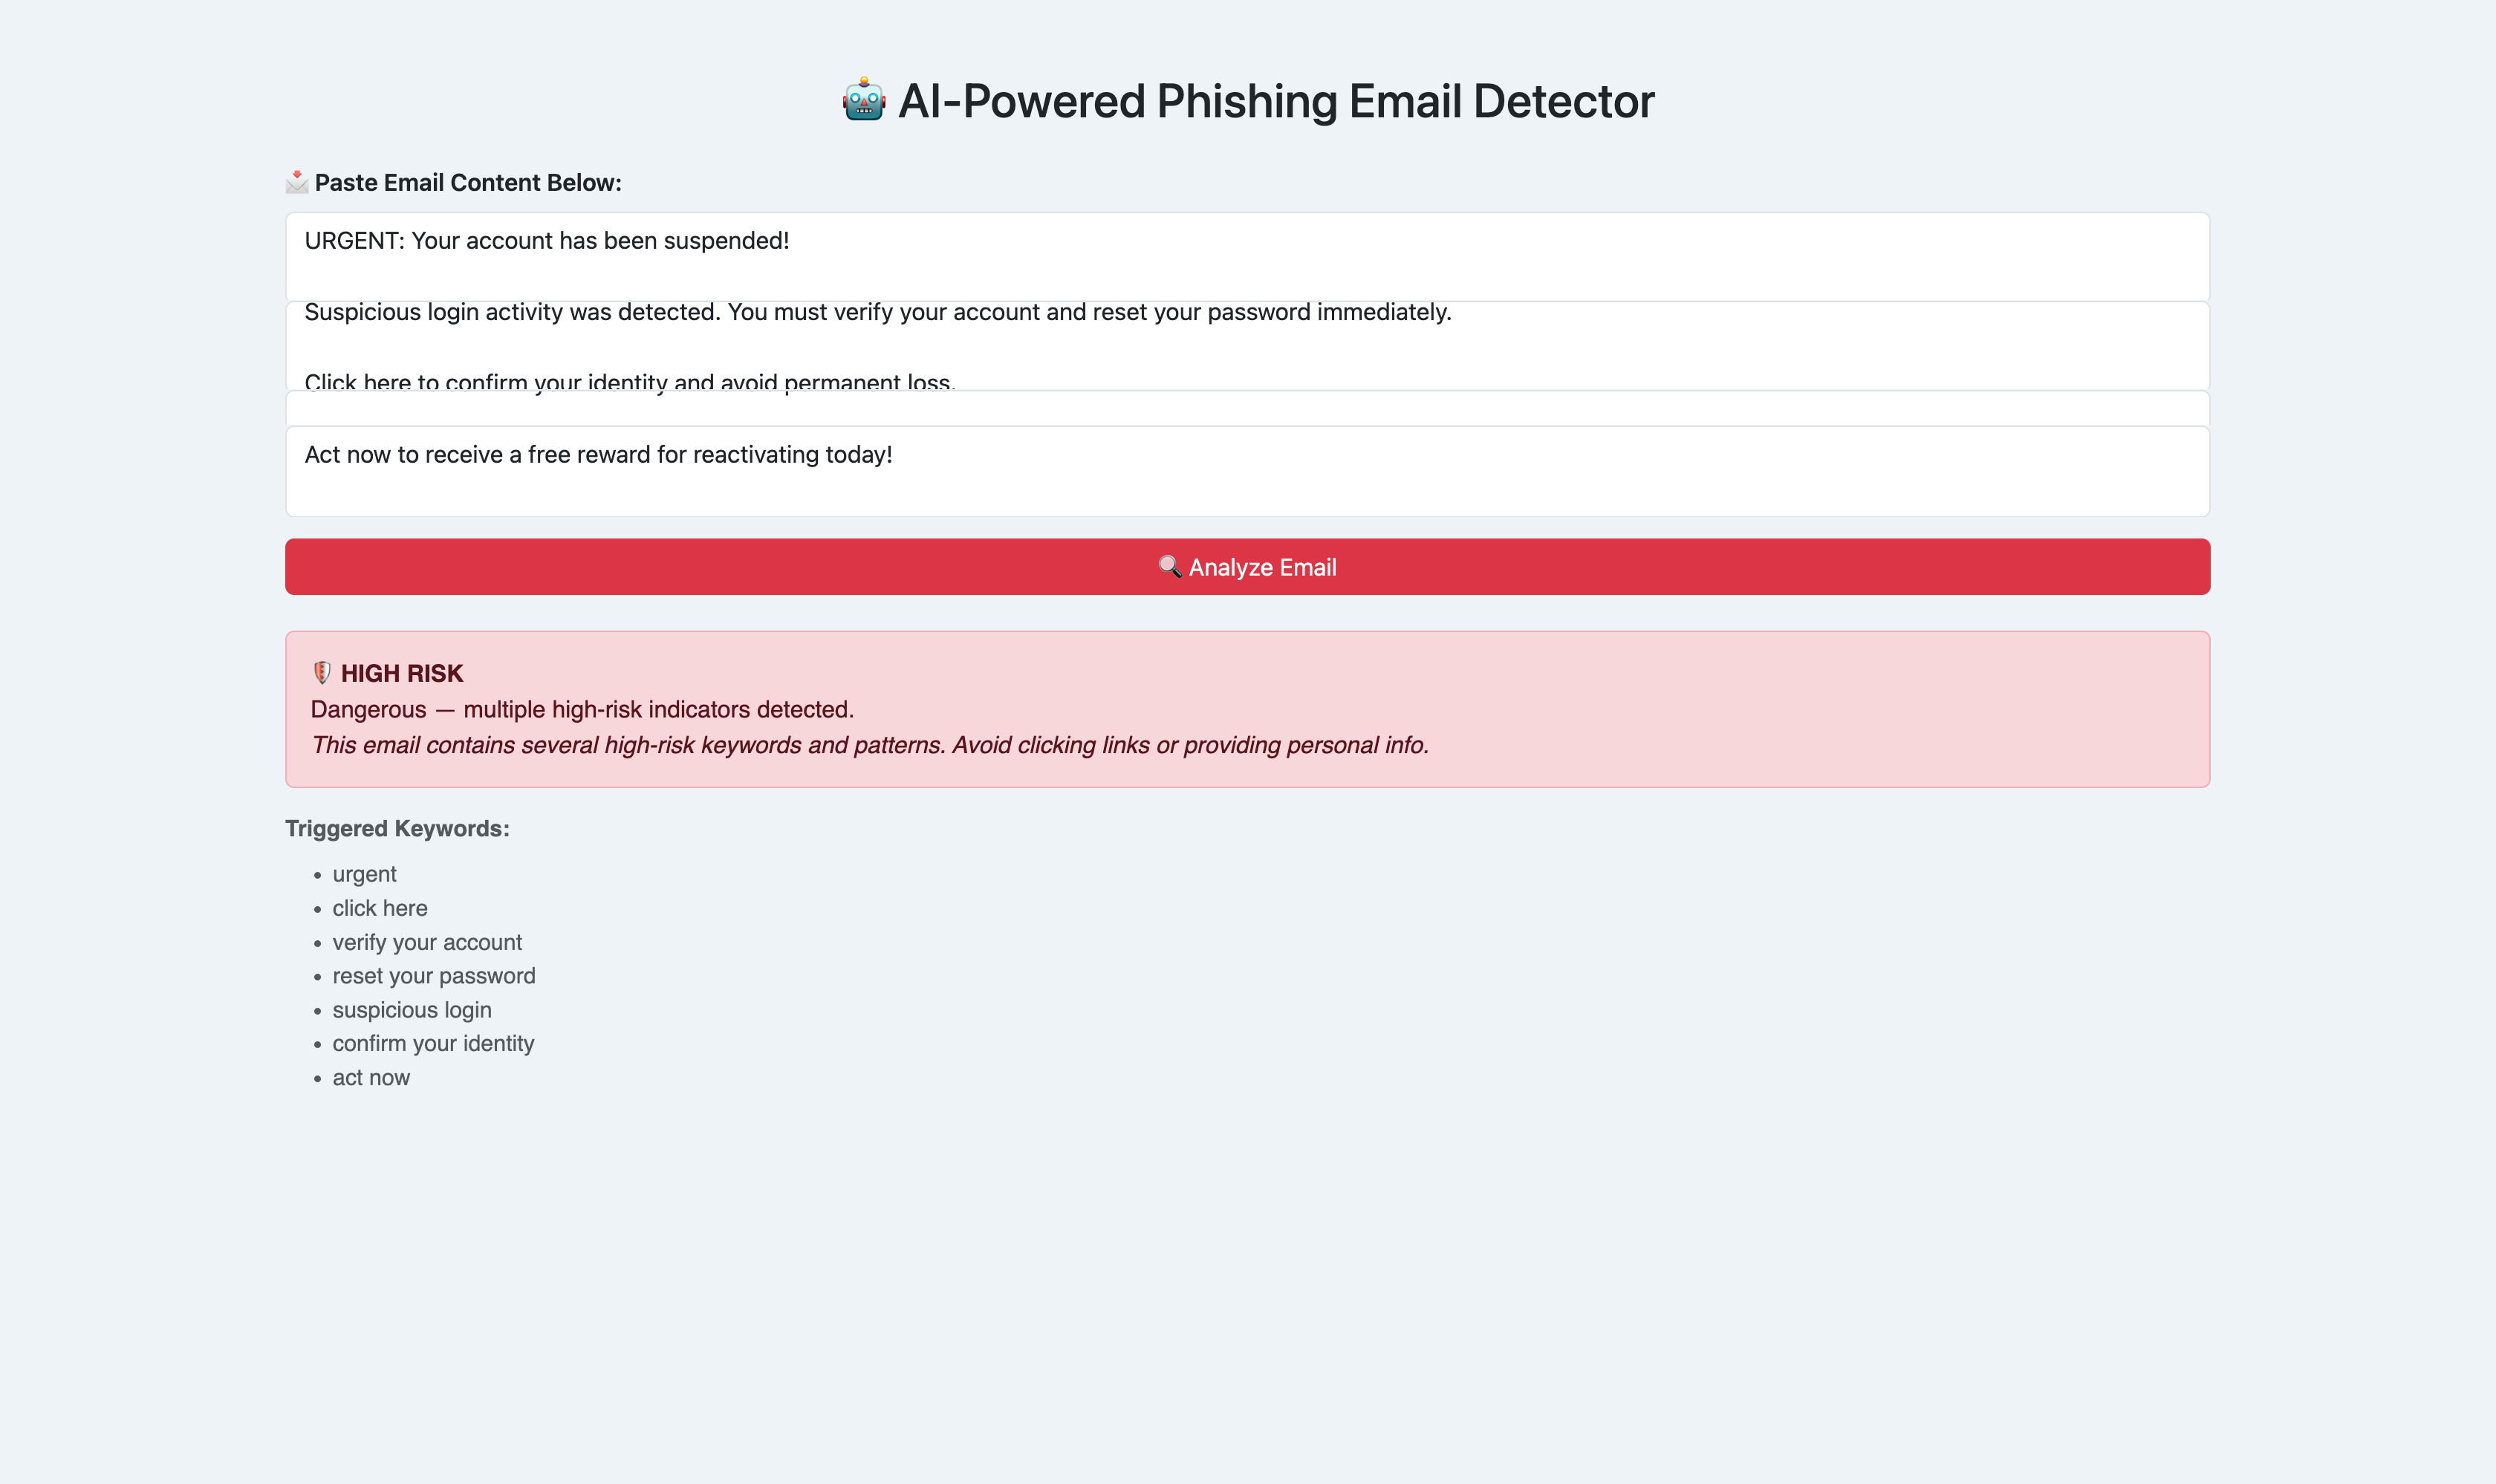 🤖 AI-Powered Phishing Email Detector
📩 Paste Email Content Below:
URGENT: Your account has been suspended!
Suspicious login activity was detected. You must verify your account and reset your password immediately.
Click here to confirm your identity and avoid permanent loss.
Act now to receive a free reward for reactivating today!
🔍 Analyze Email
🛡️ HIGH RISK
Dangerous — multiple high-risk indicators detected.
This email contains several high-risk keywords and patterns. Avoid clicking links or providing personal info.
Triggered Keywords:
• urgent
• click here
• verify your account
• reset your password
• suspicious login
• confirm your identity
• act now